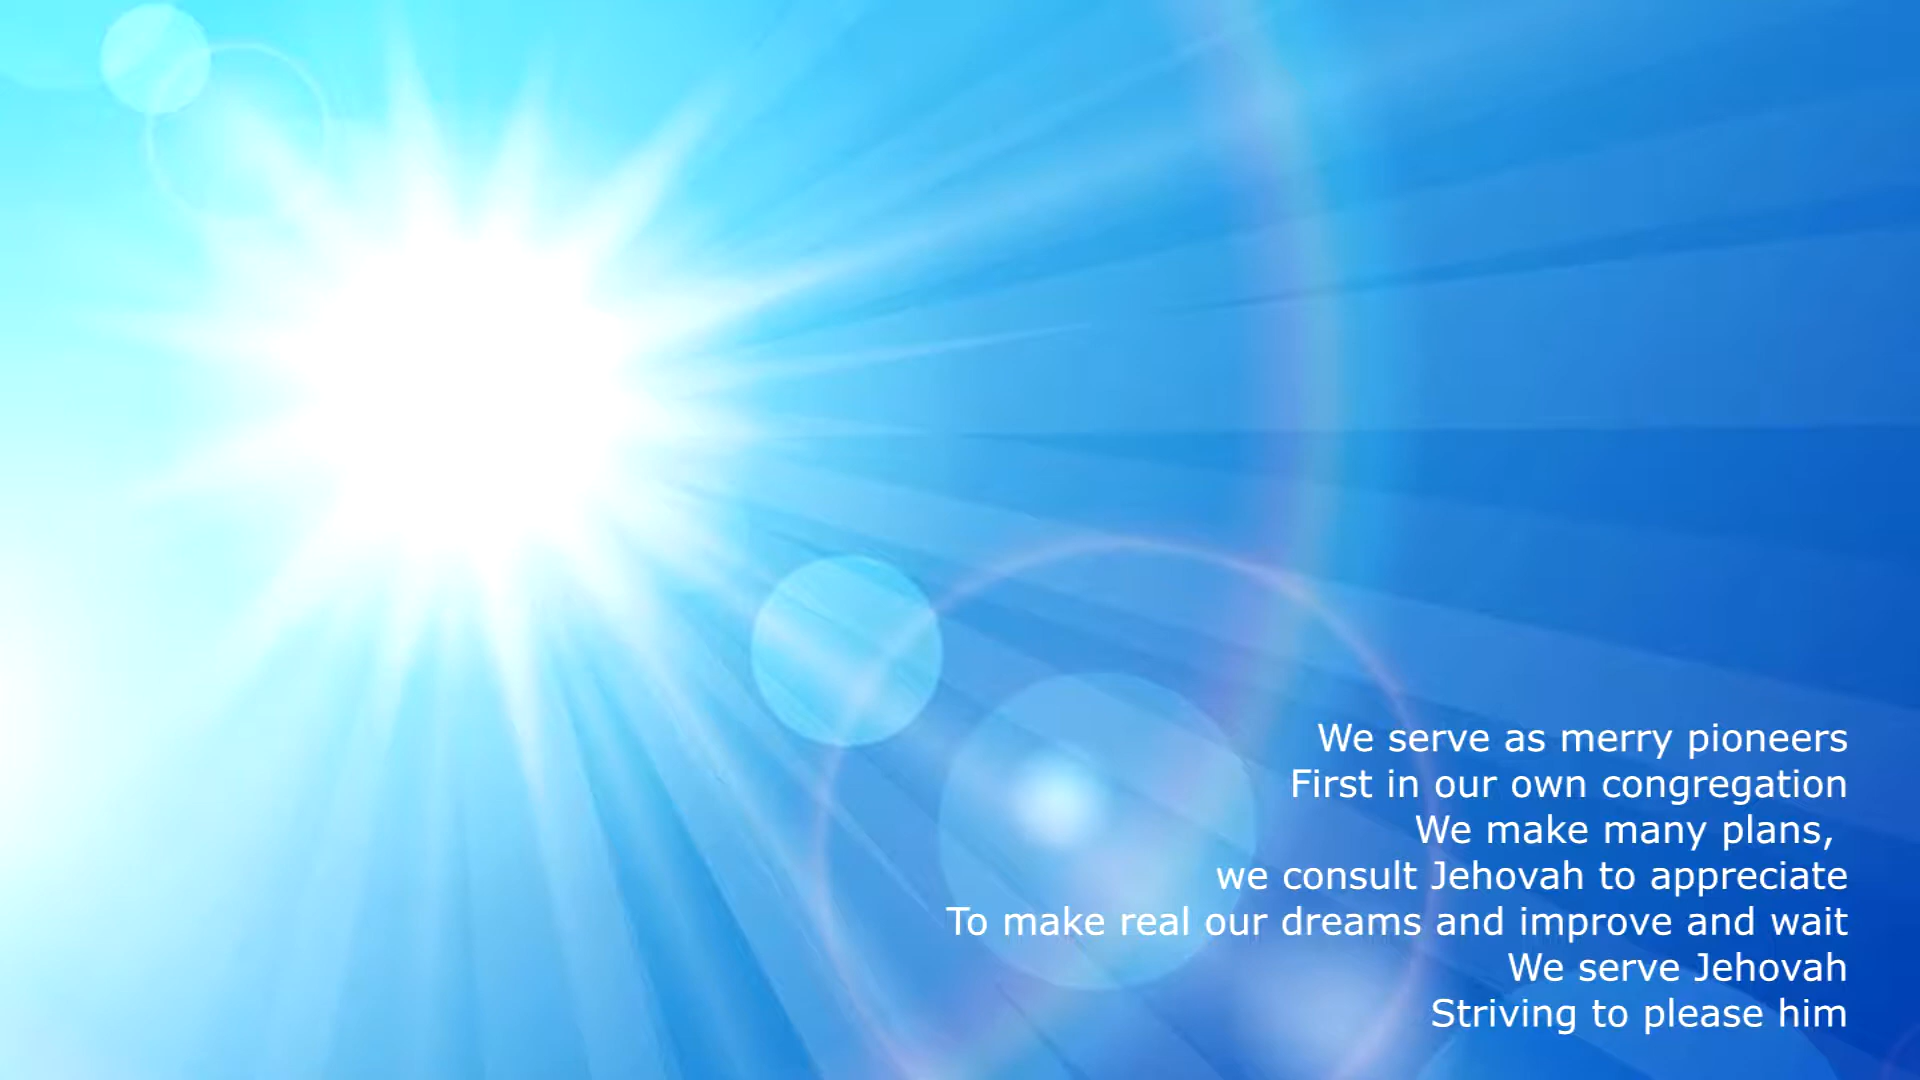 We serve as merry pioneers
First in our own congregation
We make many plans,
we consult Jehovah to appreciate
To make real our dreams and improve and wait
We serve Jehovah
Striving to please him